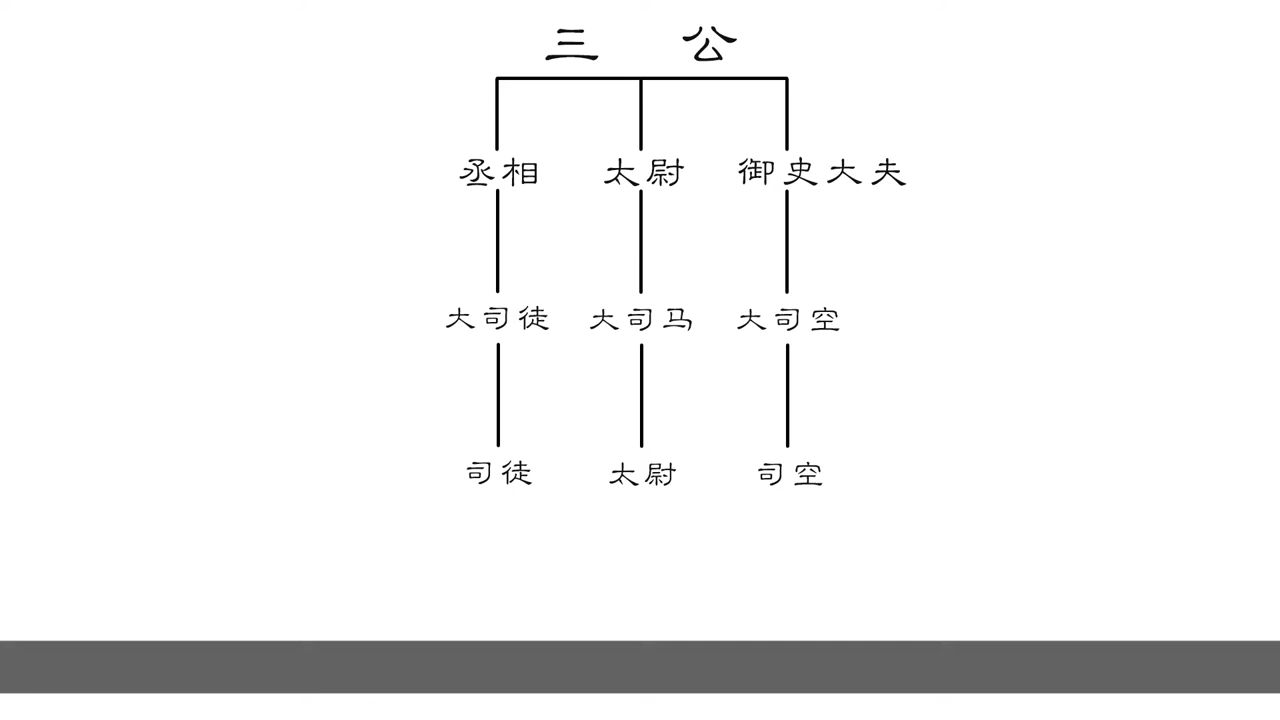 三 公
丞相 太尉 御史大夫
大司徒 大司马 大司空
司徒 太尉 司空